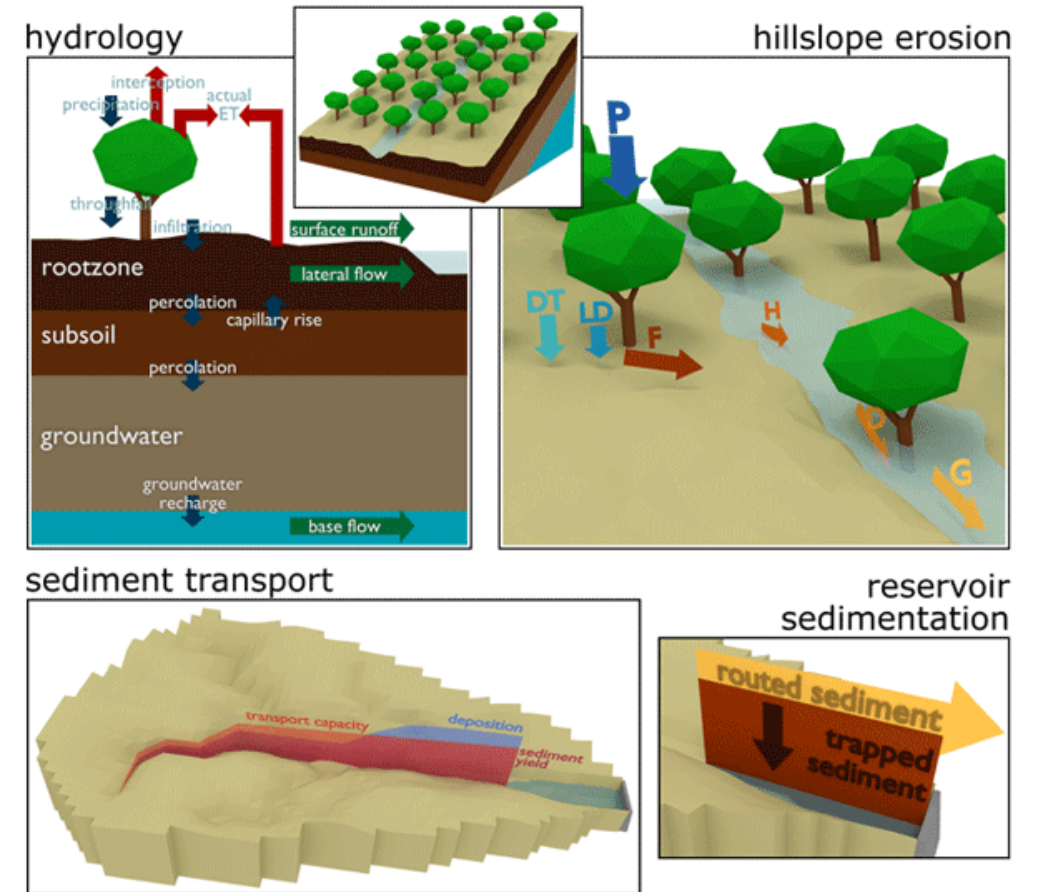 hydrology
interception
precipitation
actual
ET
throughfall
infiltration
surface runoff
rootzone
lateral flow
percolation
capillary rise
subsoil
percolation
groundwater
groundwater
recharge
base flow
hillslope erosion
P
DT
LD
F
H
D
G
sediment transport
transport capacity
deposition
sediment
yield
reservoir
sedimentation
routed sediment
trapped
sediment